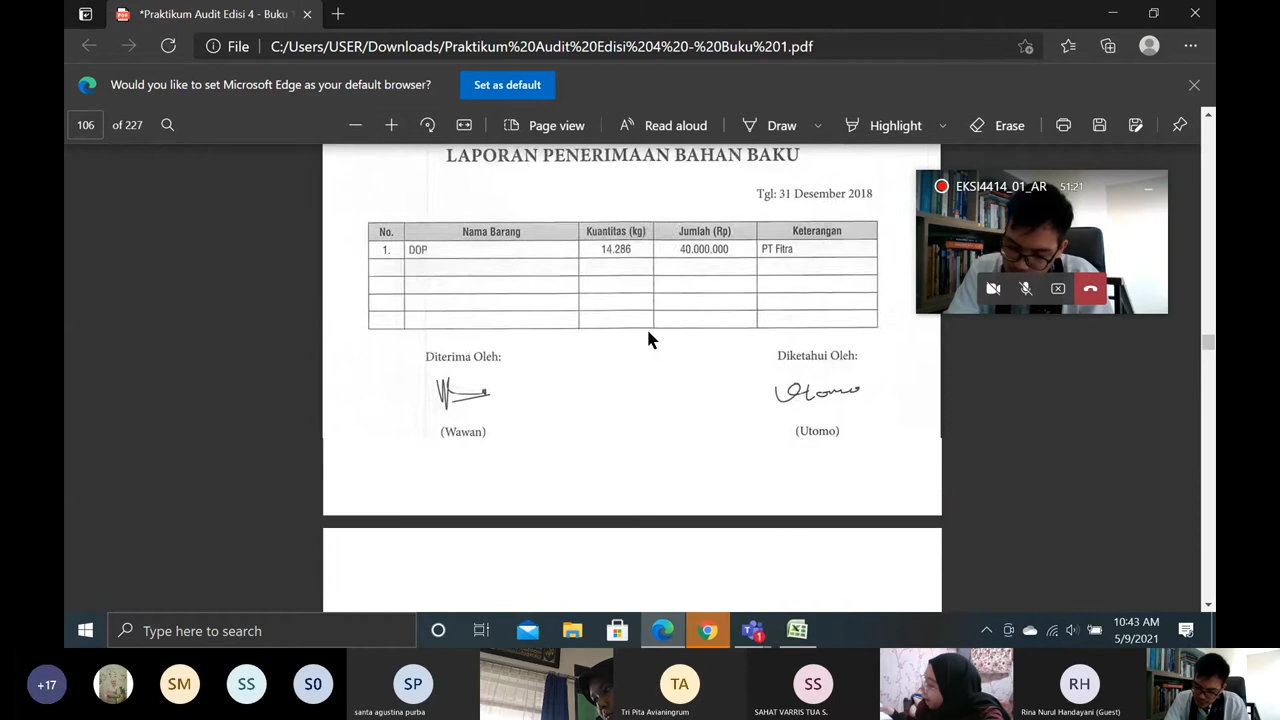 *Praktikum Audit Edisi 4 - Buku 1
File C:/Users/USER/Downloads/Praktikum%20Audit%20Edisi%204%20-%20Buku%201.pdf
Would you like to set Microsoft Edge as your default browser? Set as default
106 of 227 Page view Read aloud Draw Highlight Erase
LAPORAN PENERIMAAN BAHAN BAKU
Tgl: 31 Desember 2018
EKSI4414_01_AR 51:21
No. Nama Barang Kuantitas (kg) Jumlah (Rp) Keterangan
1. DOP 14.286 40.000.000 PT Fitra
Diterima Oleh: Diketahui Oleh:
Utomo
(Wawan) (Utomo)
Type here to search
1
10:43 AM
5/9/2021
+17 SM SS S0 SP TA SS RH
santa agustina purba Tri Pita Avianingrum SAHAT VARRIS TUA S. Rina Nurul Handayani (Guest)